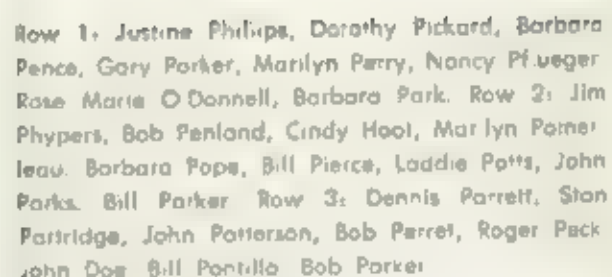 Row 1: Justine Philips, Dorothy Pickard, Barbara
Pence, Gary Porker, Marilyn Perry, Nancy Pflueger
Rose Marie O Donnell, Barbara Park. Row 2: Jim
Phypers, Bob Penland, Cindy Hool, Marilyn Pomer
leau. Barbara Pope, Bill Pierce, Laddie Potts, John
Parks. Bill Parker Row 3: Dennis Parrett, Stan
Partridge, John Patterson, Bob Perret, Roger Peck
John Doe Bill Pontillo Bob Parker